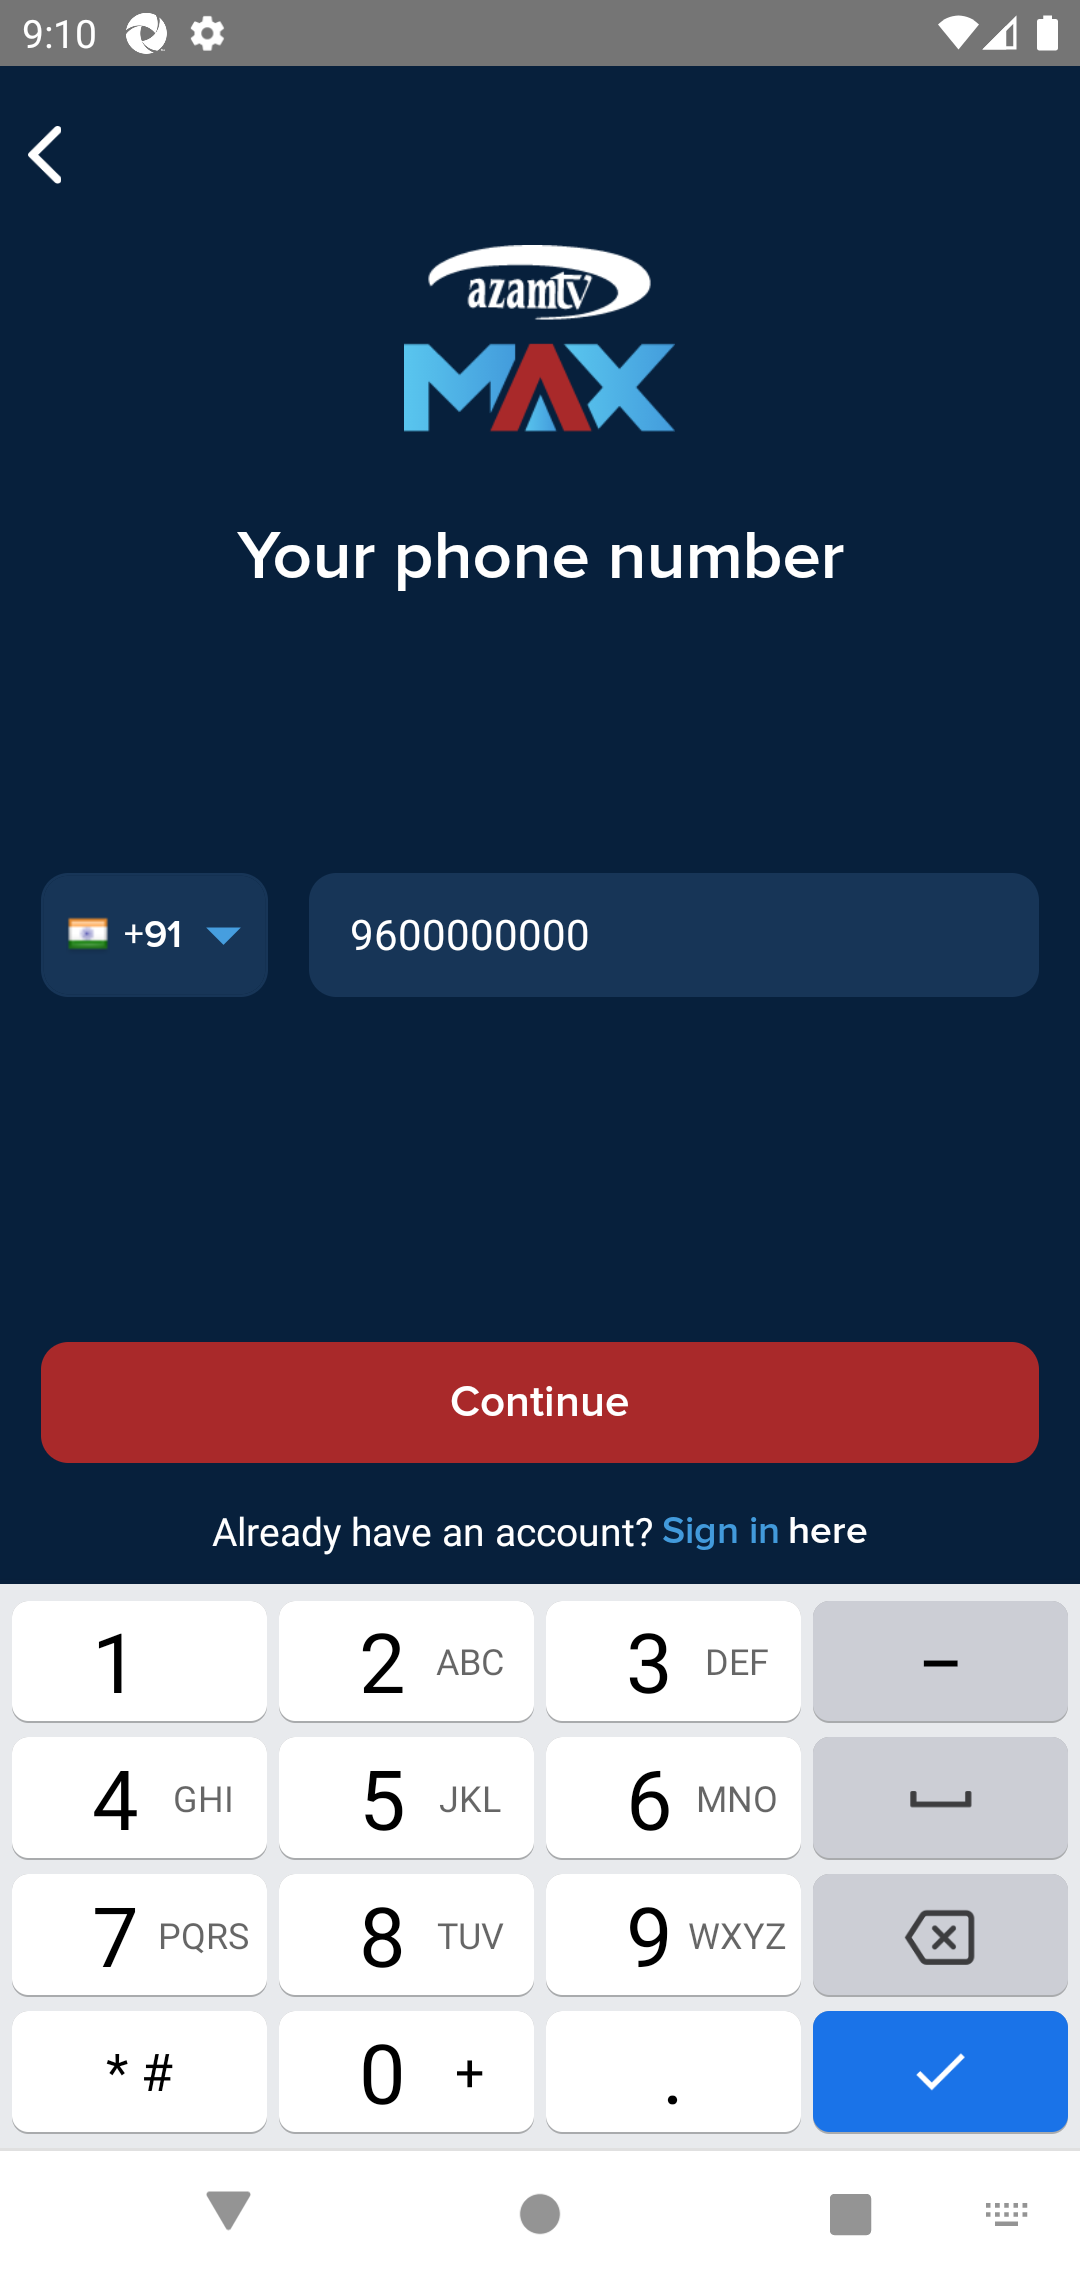 9:10
azamtv
MAX
Your phone number
+91
9600000000
Continue
Already have an account? Sign in here
1
2 ABC
3 DEF
–
4 GHI
5 JKL
6 MNO
7 PQRS
8 TUV
9 WXYZ
* #
0 +
.